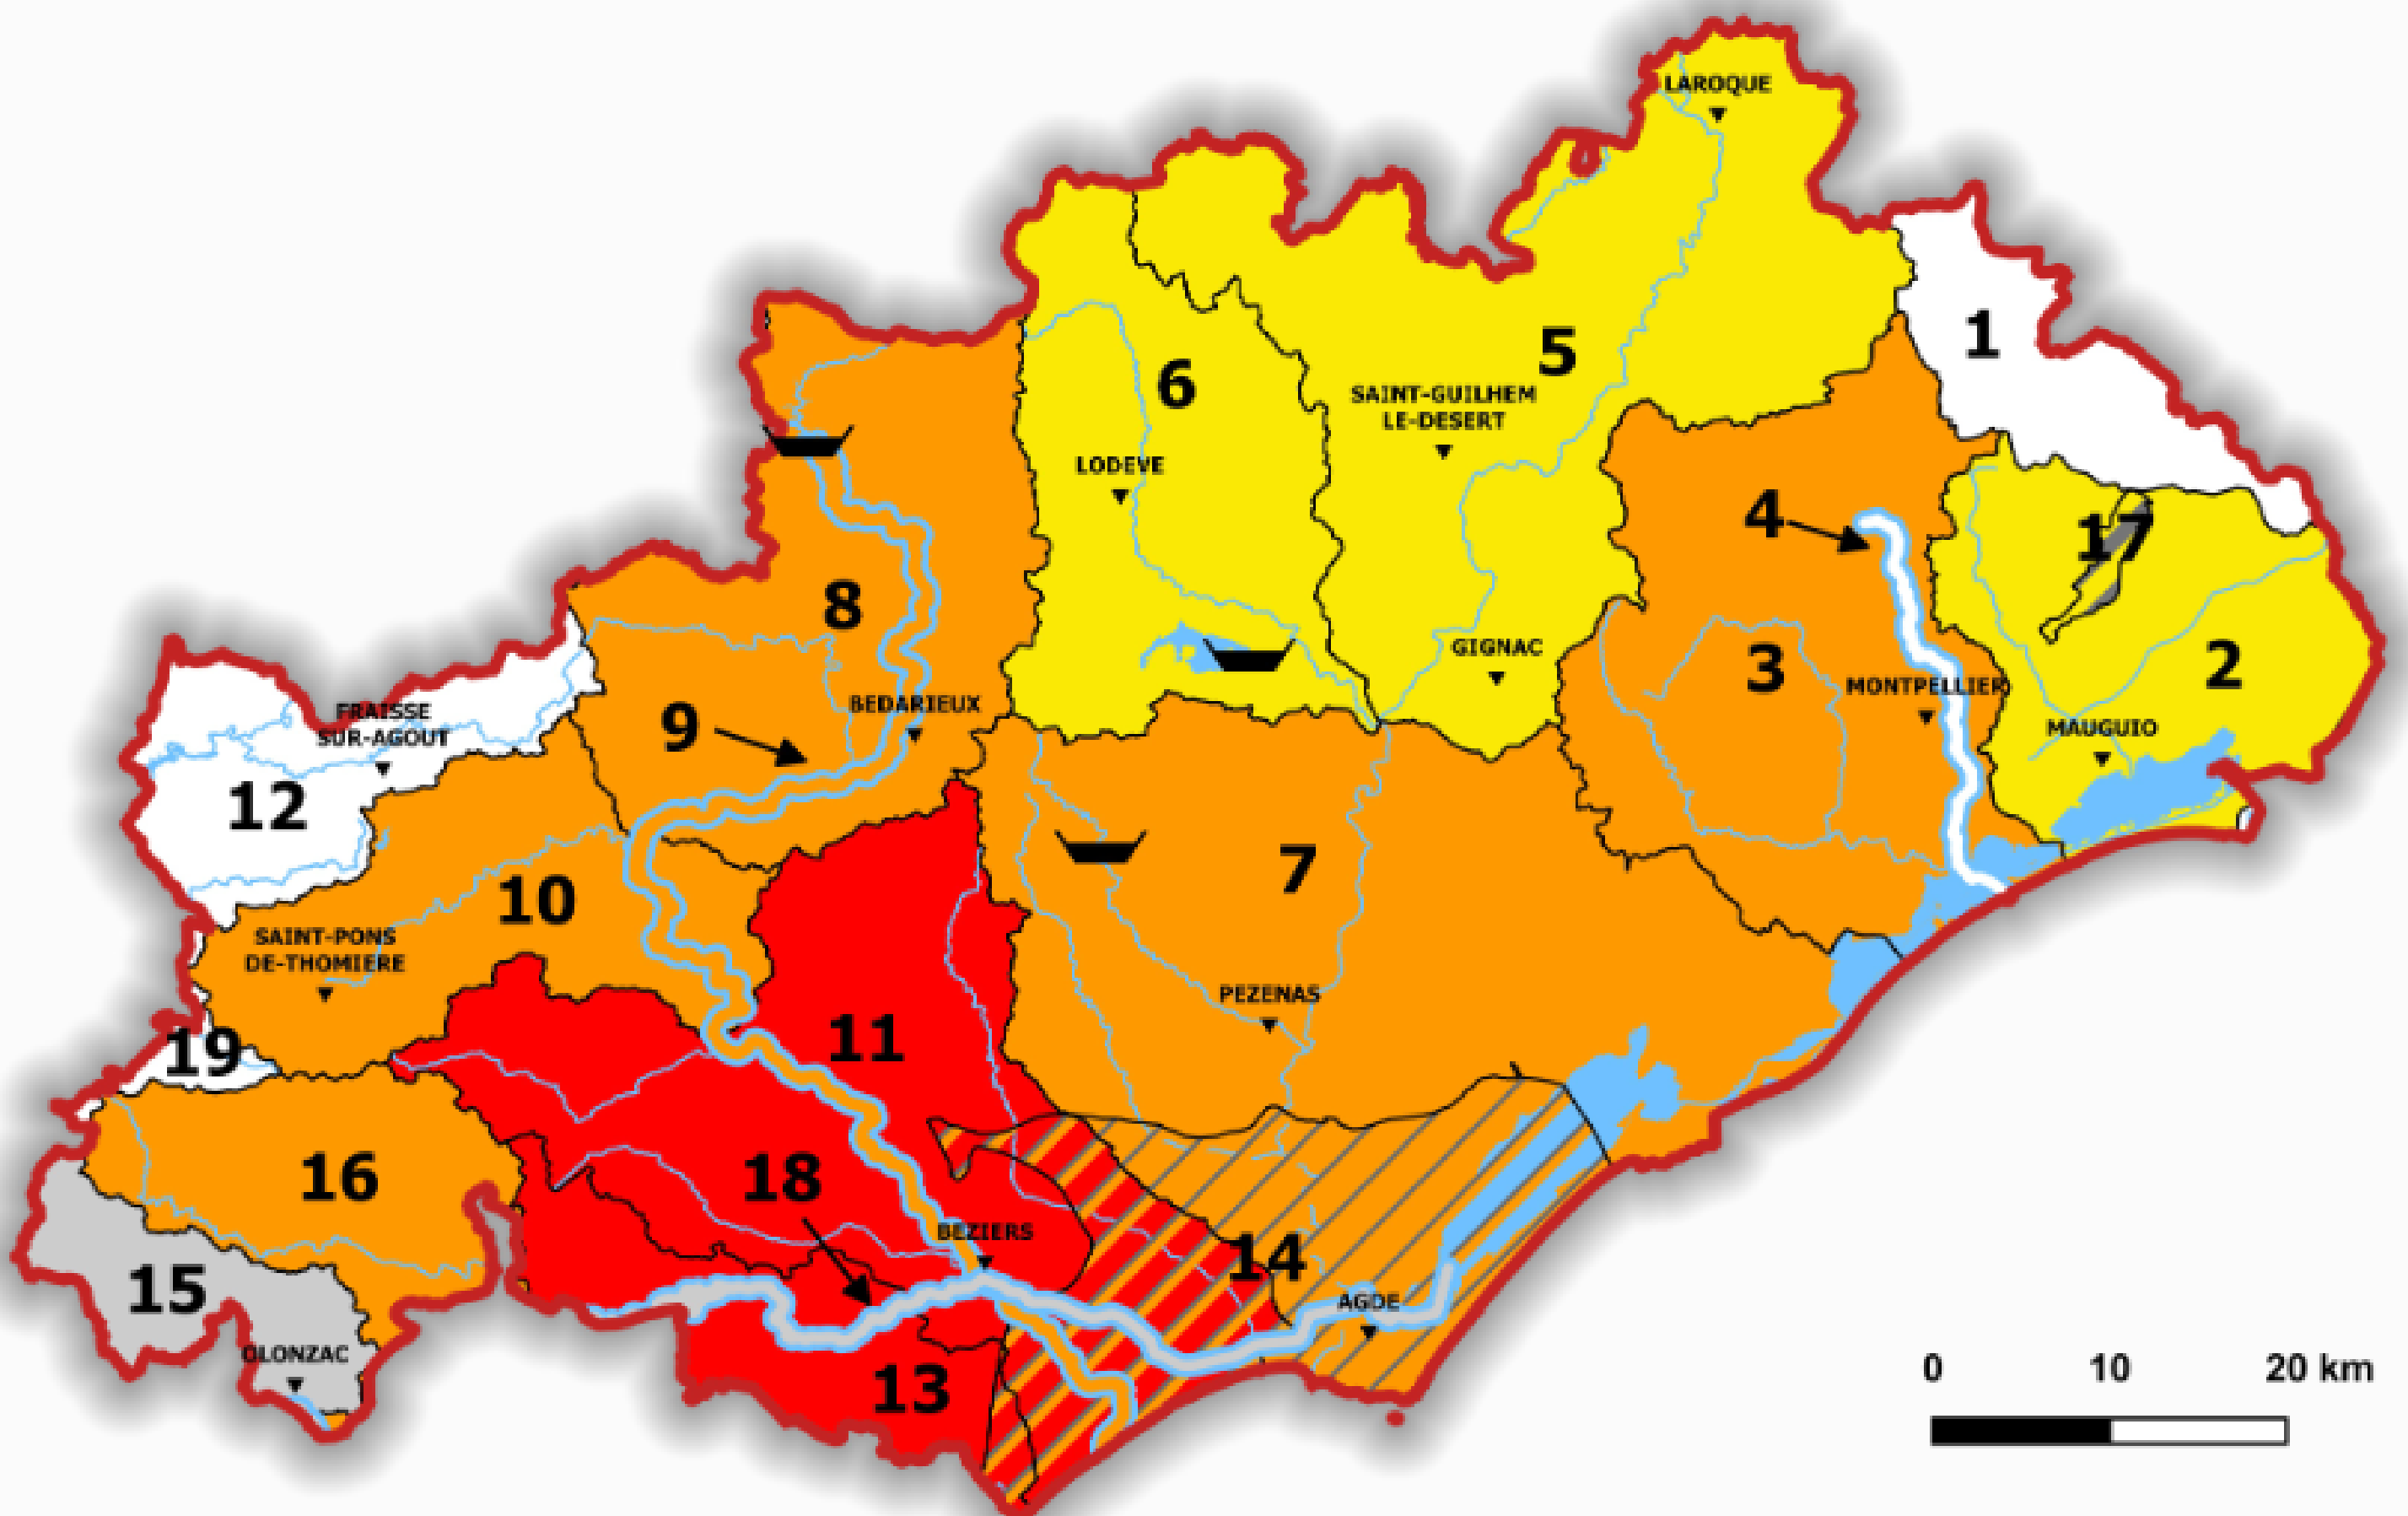 LAROQUE
1
5
6
SAINT-GUILHEM
LE-DESERT
LODEVE
4
17
8
GIGNAC
3
2
MONTPELLIER
BEDARIEUX
9
FRAISSE
SUR-AGOUT
MAUGUIO
12
7
10
SAINT-PONS
DE-THOMIERE
PEZENAS
11
19
16
18
BEZIERS
14
15
AGDE
OLONZAC
13
0 10 20 km